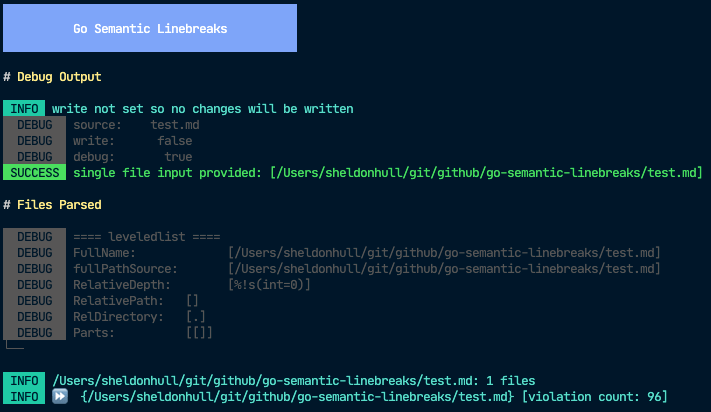 Go Semantic Linebreaks
# Debug Output
INFO write not set so no changes will be written
DEBUG source: test.md
DEBUG write: false
DEBUG debug: true
SUCCESS single file input provided: [/Users/sheldonhull/git/github/go-semantic-linebreaks/test.md]
# Files Parsed
DEBUG ==== leveledlist ====
DEBUG FullName: [/Users/sheldonhull/git/github/go-semantic-linebreaks/test.md]
DEBUG fullPathSource: [/Users/sheldonhull/git/github/go-semantic-linebreaks/test.md]
DEBUG RelativeDepth: [%!s(int=0)]
DEBUG RelativePath: []
DEBUG RelDirectory: [.]
DEBUG Parts: [[]]
INFO /Users/sheldonhull/git/github/go-semantic-linebreaks/test.md: 1 files
INFO ⏩ {/Users/sheldonhull/git/github/go-semantic-linebreaks/test.md} [violation count: 96]